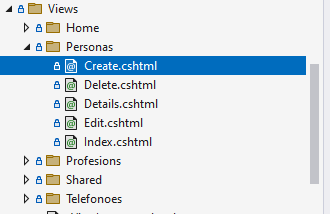 Views
Home
Personas
Create.cshtml
Delete.cshtml
Details.cshtml
Edit.cshtml
Index.cshtml
Profesions
Shared
Telefonoes